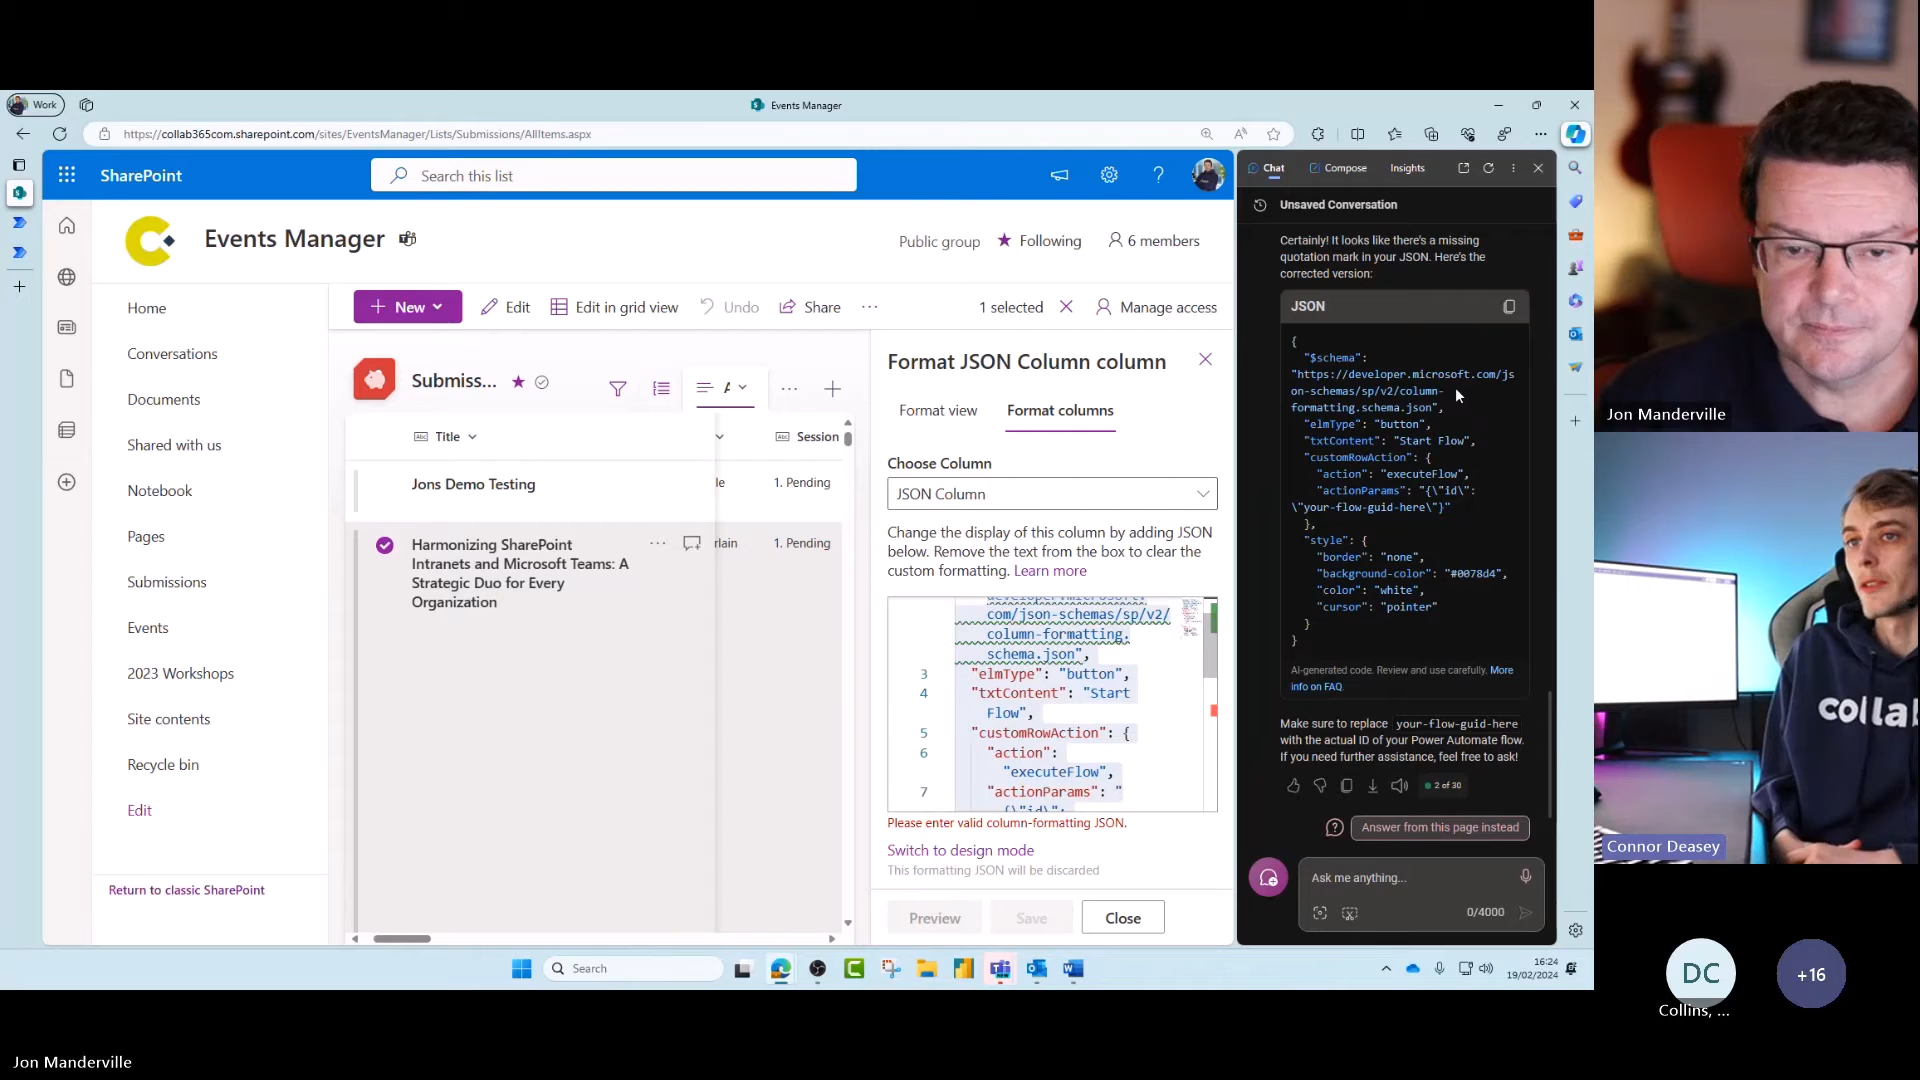 Work
Events Manager
https://collab365com.sharepoint.com/sites/EventsManager/Lists/Submissions/AllItems.aspx
SharePoint
Search this list
Events Manager
Public group
Following
6 members
Home
Conversations
Documents
Shared with us
Notebook
Pages
Submissions
Events
2023 Workshops
Site contents
Recycle bin
Edit
Return to classic SharePoint
New
Edit
Edit in grid view
Undo
Share
1 selected
Manage access
Submiss...
A
Title
Session
Jons Demo Testing
le
1. Pending
Harmonizing SharePoint
Intranets and Microsoft Teams: A
Strategic Duo for Every
Organization
rlain
1. Pending
Format JSON Column column
Format view
Format columns
Choose Column
JSON Column
Change the display of this column by adding JSON
below. Remove the text from the box to clear the
custom formatting. Learn more
developer.microsoft.
com/json-schemas/sp/v2/
column-formatting.
schema.json",
3 "elmType": "button",
4 "txtContent": "Start
Flow",
5 "customRowAction": {
6 "action":
"executeFlow",
7 "actionParams": "
{\"id\":
Please enter valid column-formatting JSON.
Switch to design mode
This formatting JSON will be discarded
Preview
Save
Close
Chat
Compose
Insights
Unsaved Conversation
Certainly! It looks like there's a missing
quotation mark in your JSON. Here's the
corrected version:
JSON
{
"$schema":
"https://developer.microsoft.com/js
on-schemas/sp/v2/column-
formatting.schema.json",
"elmType": "button",
"txtContent": "Start Flow",
"customRowAction": {
"action": "executeFlow",
"actionParams": "{\"id\":
\"your-flow-guid-here\"}"
},
"style": {
"border": "none",
"background-color": "#0078d4",
"color": "white",
"cursor": "pointer"
}
}
AI-generated code. Review and use carefully. More
info on FAQ.
Make sure to replace your-flow-guid-here
with the actual ID of your Power Automate flow.
If you need further assistance, feel free to ask!
2 of 30
Answer from this page instead
Ask me anything...
0/4000
Search
16:24
19/02/2024
Jon Manderville
collab
Connor Deasey
DC
Collins, ...
+16
Jon Manderville